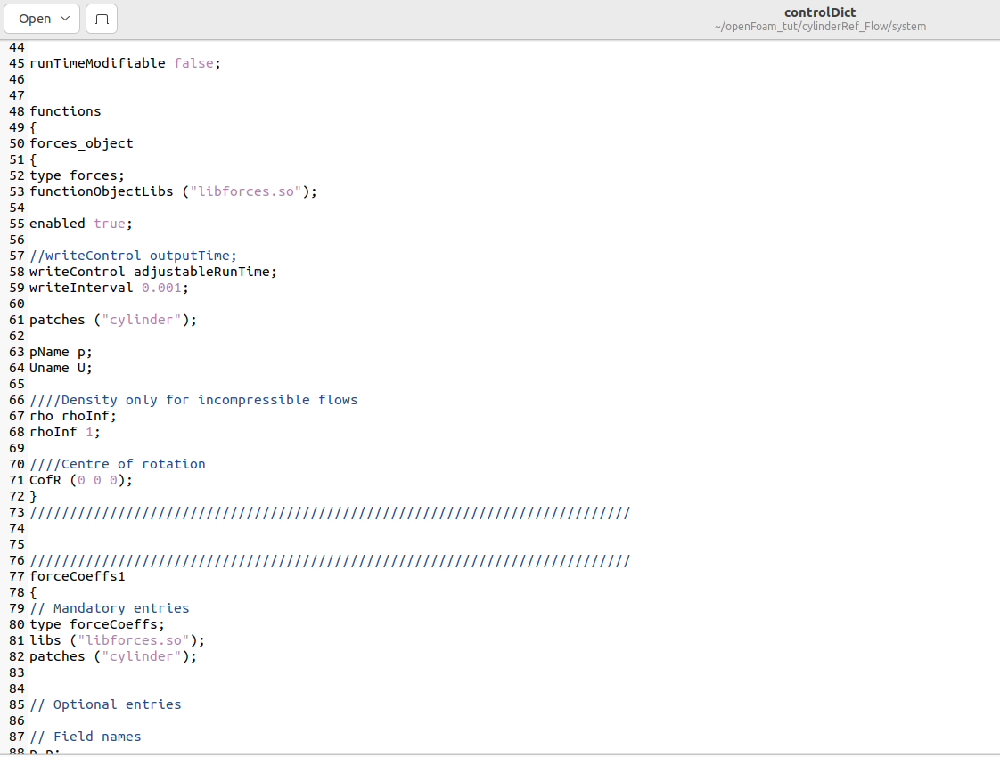 Open
controlDict
~/openFoam_tut/cylinderRef_Flow/system
44
45 runTimeModifiable false;
46
47
48 functions
49 {
50 forces_object
51 {
52 type forces;
53 functionObjectLibs ("libforces.so");
54
55 enabled true;
56
57 //writeControl outputTime;
58 writeControl adjustableRunTime;
59 writeInterval 0.001;
60
61 patches ("cylinder");
62
63 pName p;
64 Uname U;
65
66 ////Density only for incompressible flows
67 rho rhoInf;
68 rhoInf 1;
69
70 ////Centre of rotation
71 CofR (0 0 0);
72 }
73 ///////////////////////////////////////////////////////////////////////////
74
75
76 ///////////////////////////////////////////////////////////////////////////
77 forceCoeffs1
78 {
79 // Mandatory entries
80 type forceCoeffs;
81 libs ("libforces.so");
82 patches ("cylinder");
83
84
85 // Optional entries
86
87 // Field names
88 p p;